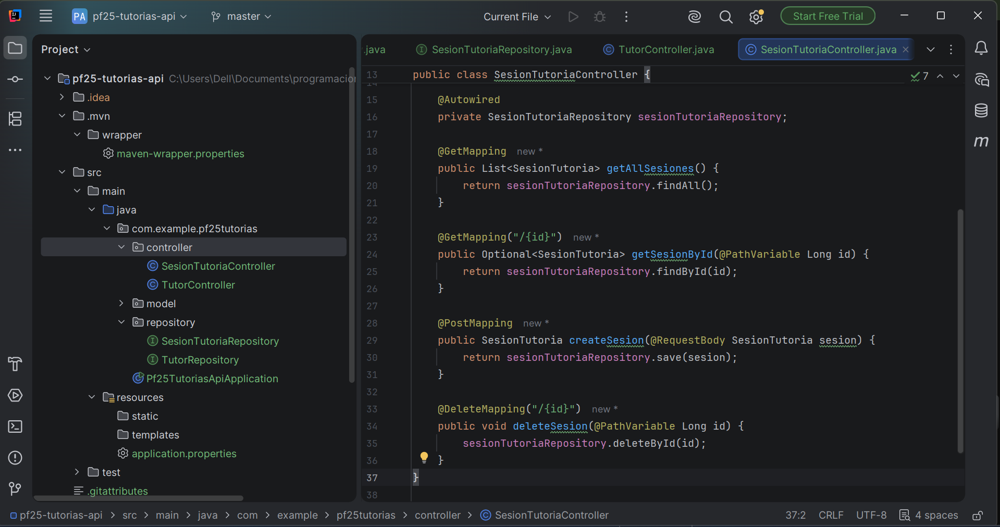 PA pf25-tutorias-api master Current File Start Free Trial
Project
pf25-tutorias-api C:\Users\Dell\Documents\programacion
.idea
.mvn
wrapper
maven-wrapper.properties
src
main
java
com.example.pf25tutorias
controller
SesionTutoriaController
TutorController
model
repository
SesionTutoriaRepository
TutorRepository
Pf25TutoriasApiApplication
resources
static
templates
application.properties
test
.gitattributes
.java SesionTutoriaRepository.java TutorController.java SesionTutoriaController.java
13 public class SesionTutoriaController {
7
14
15 @Autowired
16 private SesionTutoriaRepository sesionTutoriaRepository;
17
18 @GetMapping new *
19 public List<SesionTutoria> getAllSesiones() {
20 return sesionTutoriaRepository.findAll();
21 }
22
23 @GetMapping("/{id}") new *
24 public Optional<SesionTutoria> getSesionById(@PathVariable Long id) {
25 return sesionTutoriaRepository.findById(id);
26 }
27
28 @PostMapping new *
29 public SesionTutoria createSesion(@RequestBody SesionTutoria sesion) {
30 return sesionTutoriaRepository.save(sesion);
31 }
32
33 @DeleteMapping("/{id}") new *
34 public void deleteSesion(@PathVariable Long id) {
35 sesionTutoriaRepository.deleteById(id);
36 }
37 }
38
m
pf25-tutorias-api > src > main > java > com > example > pf25tutorias > controller > SesionTutoriaController 37:2 CRLF UTF-8 4 spaces